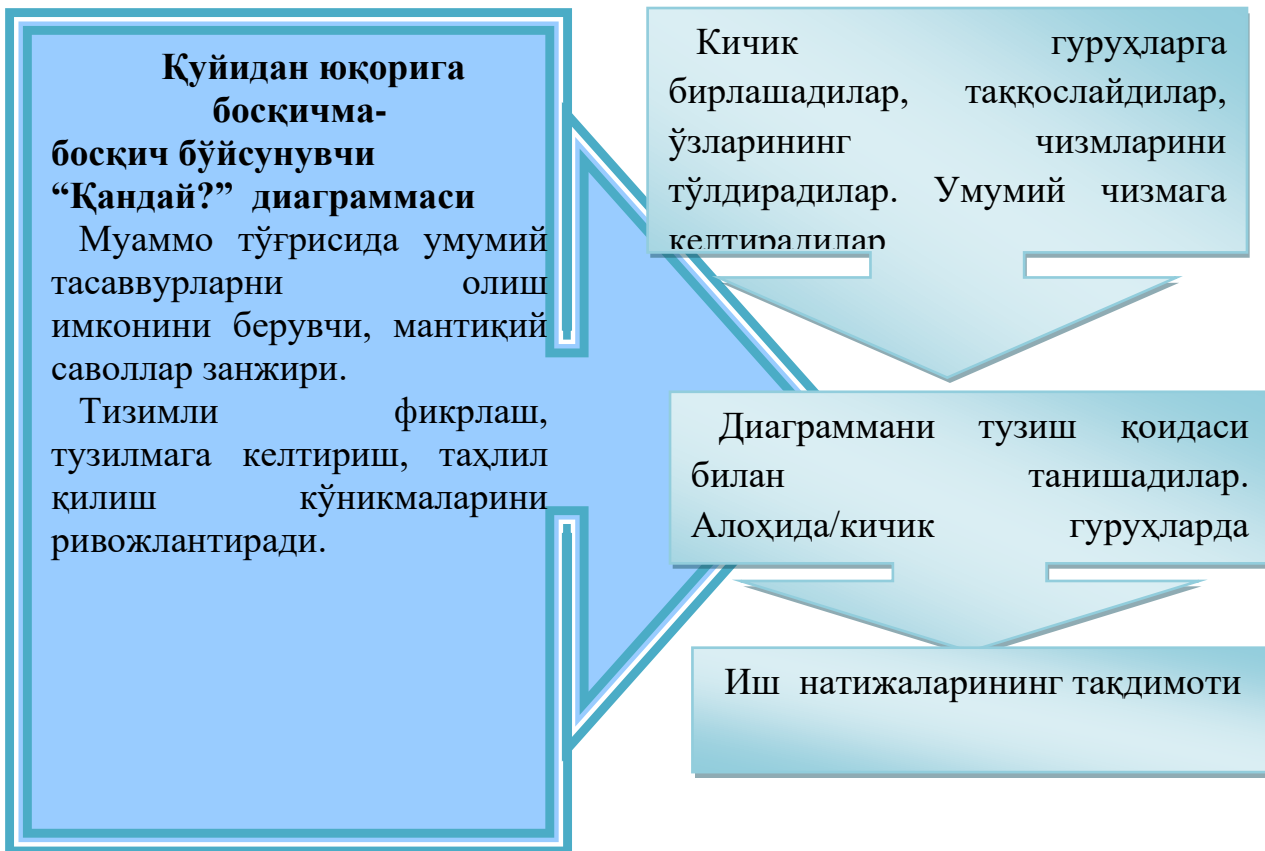 Қуйидан юқорига
босқичма-
босқич бўйсунувчи
“Қандай?” диаграммаси
Муаммо тўғрисида умумий
тасаввурларни олиш
имконини берувчи, мантиқий
саволлар занжири.
Тизимли фикрлаш,
тузилмага келтириш, таҳлил
қилиш кўникмаларини
ривожлантиради.
Кичик гуруҳларга
бирлашадилар, таққослайдилар,
ўзларининг чизмларини
тўлдирадилар. Умумий чизмага
келтирадилар
Диаграммани тузиш қоидаси
билан танишадилар.
Алоҳида/кичик гуруҳларда
Иш натижаларининг тақдимоти